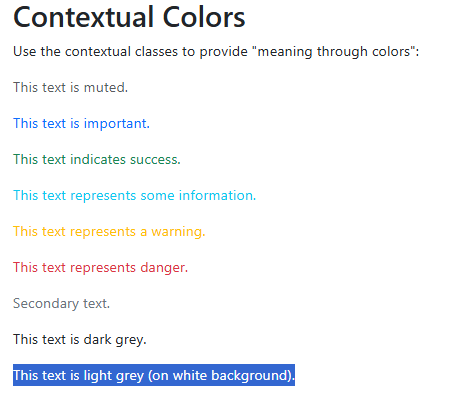 Contextual Colors
Use the contextual classes to provide "meaning through colors":
This text is muted.
This text is important.
This text indicates success.
This text represents some information.
This text represents a warning.
This text represents danger.
Secondary text.
This text is dark grey.
This text is light grey (on white background).